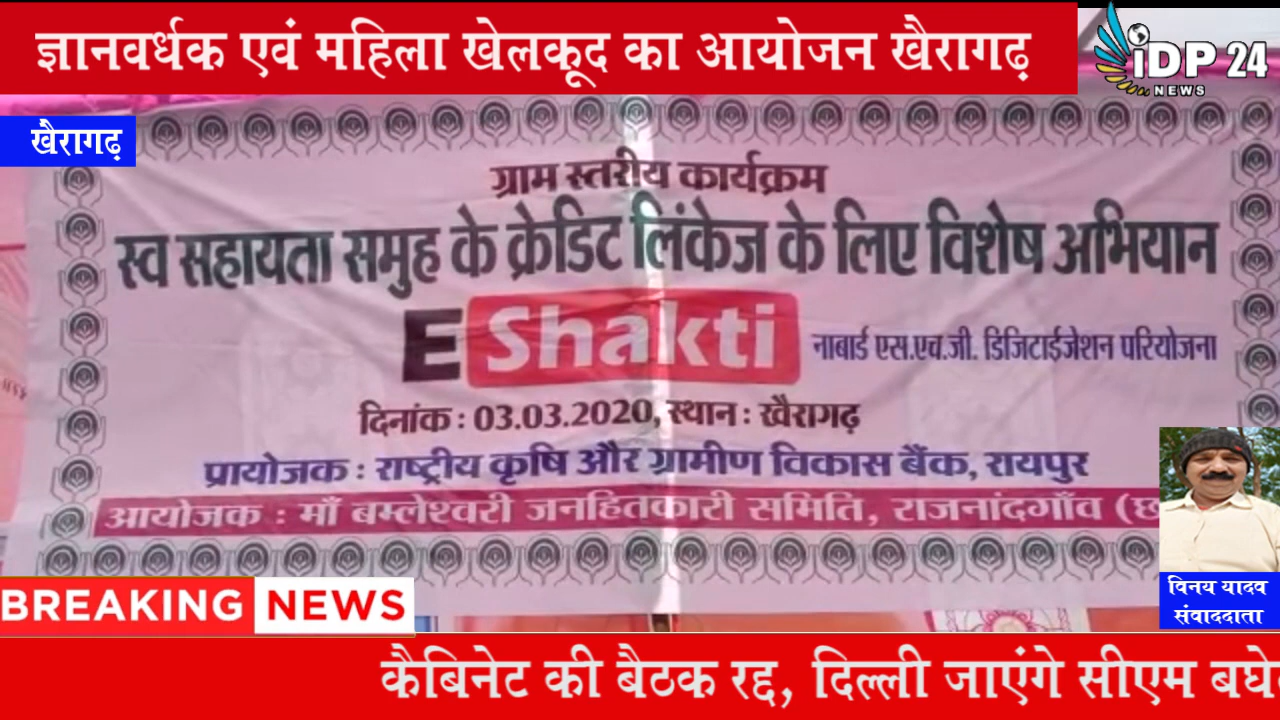 ज्ञानवर्धक एवं महिला खेलकूद का आयोजन खैरागढ़
iDP 24
NEWS
खैरागढ़
ग्राम स्तरीय कार्यक्रम
स्व सहायता समुह के क्रेडिट लिंकेज के लिए विशेष अभियान
E Shakti
नाबार्ड एस.एच.जी. डिजिटाईजेशन परियोजना
दिनांक : 03.03.2020, स्थान : खैरागढ़
प्रायोजक : राष्ट्रीय कृषि और ग्रामीण विकास बैंक, रायपुर
आयोजक : माँ बम्लेश्वरी जनहितकारी समिति, राजनांदगाँव
विनय यादव
संवाददाता
BREAKING NEWS
कैबिनेट की बैठक रद्द, दिल्ली जाएंगे सीएम